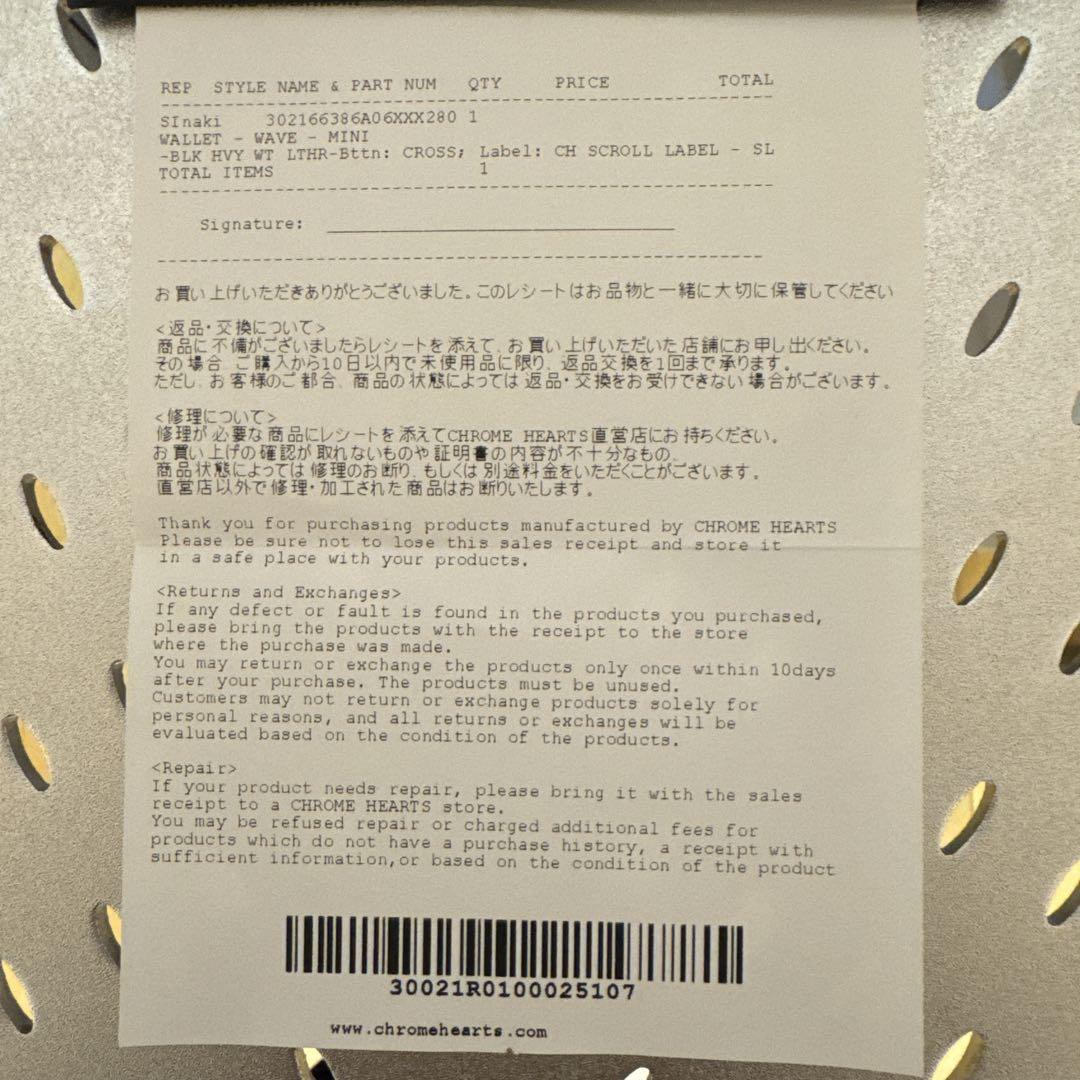 REP STYLE NAME & PART NUM QTY PRICE TOTAL
SInaki 302166386A06XXX280 1
WALLET - WAVE - MINI
-BLK HVY WT LTHR-Bttn: CROSS; Label: CH SCROLL LABEL - SL
TOTAL ITEMS 1
Signature:
お買い上げいただきありがとうございました。このレシートはお品物と一緒に大切に保管してください
<返品・交換について>
商品に不備がございましたらレシートを添えて、お買い上げいただいた店舗にお申し出ください。
その場合、ご購入から10日以内で未使用品に限り、返品交換を1回まで承ります。
ただし、お客様のご都合、商品の状態によっては返品・交換をお受けできない場合がございます。
<修理について>
修理が必要な商品にレシートを添えてCHROME HEARTS直営店にお持ちください。
お買い上げの確認が取れないものや証明書の内容が不十分なもの、
商品状態によっては修理のお断り、もしくは別途料金をいただくことがございます。
直営店以外で修理・加工された商品はお断りいたします。
Thank you for purchasing products manufactured by CHROME HEARTS
Please be sure not to lose this sales receipt and store it
in a safe place with your products.
<Returns and Exchanges>
If any defect or fault is found in the products you purchased,
please bring the products with the receipt to the store
where the purchase was made.
You may return or exchange the products only once within 10days
after your purchase. The products must be unused.
Customers may not return or exchange products solely for
personal reasons, and all returns or exchanges will be
evaluated based on the condition of the products.
<Repair>
If your product needs repair, please bring it with the sales
receipt to a CHROME HEARTS store.
You may be refused repair or charged additional fees for
products which do not have a purchase history, a receipt with
sufficient information,or based on the condition of the product
30021R0100025107
www.chromehearts.com